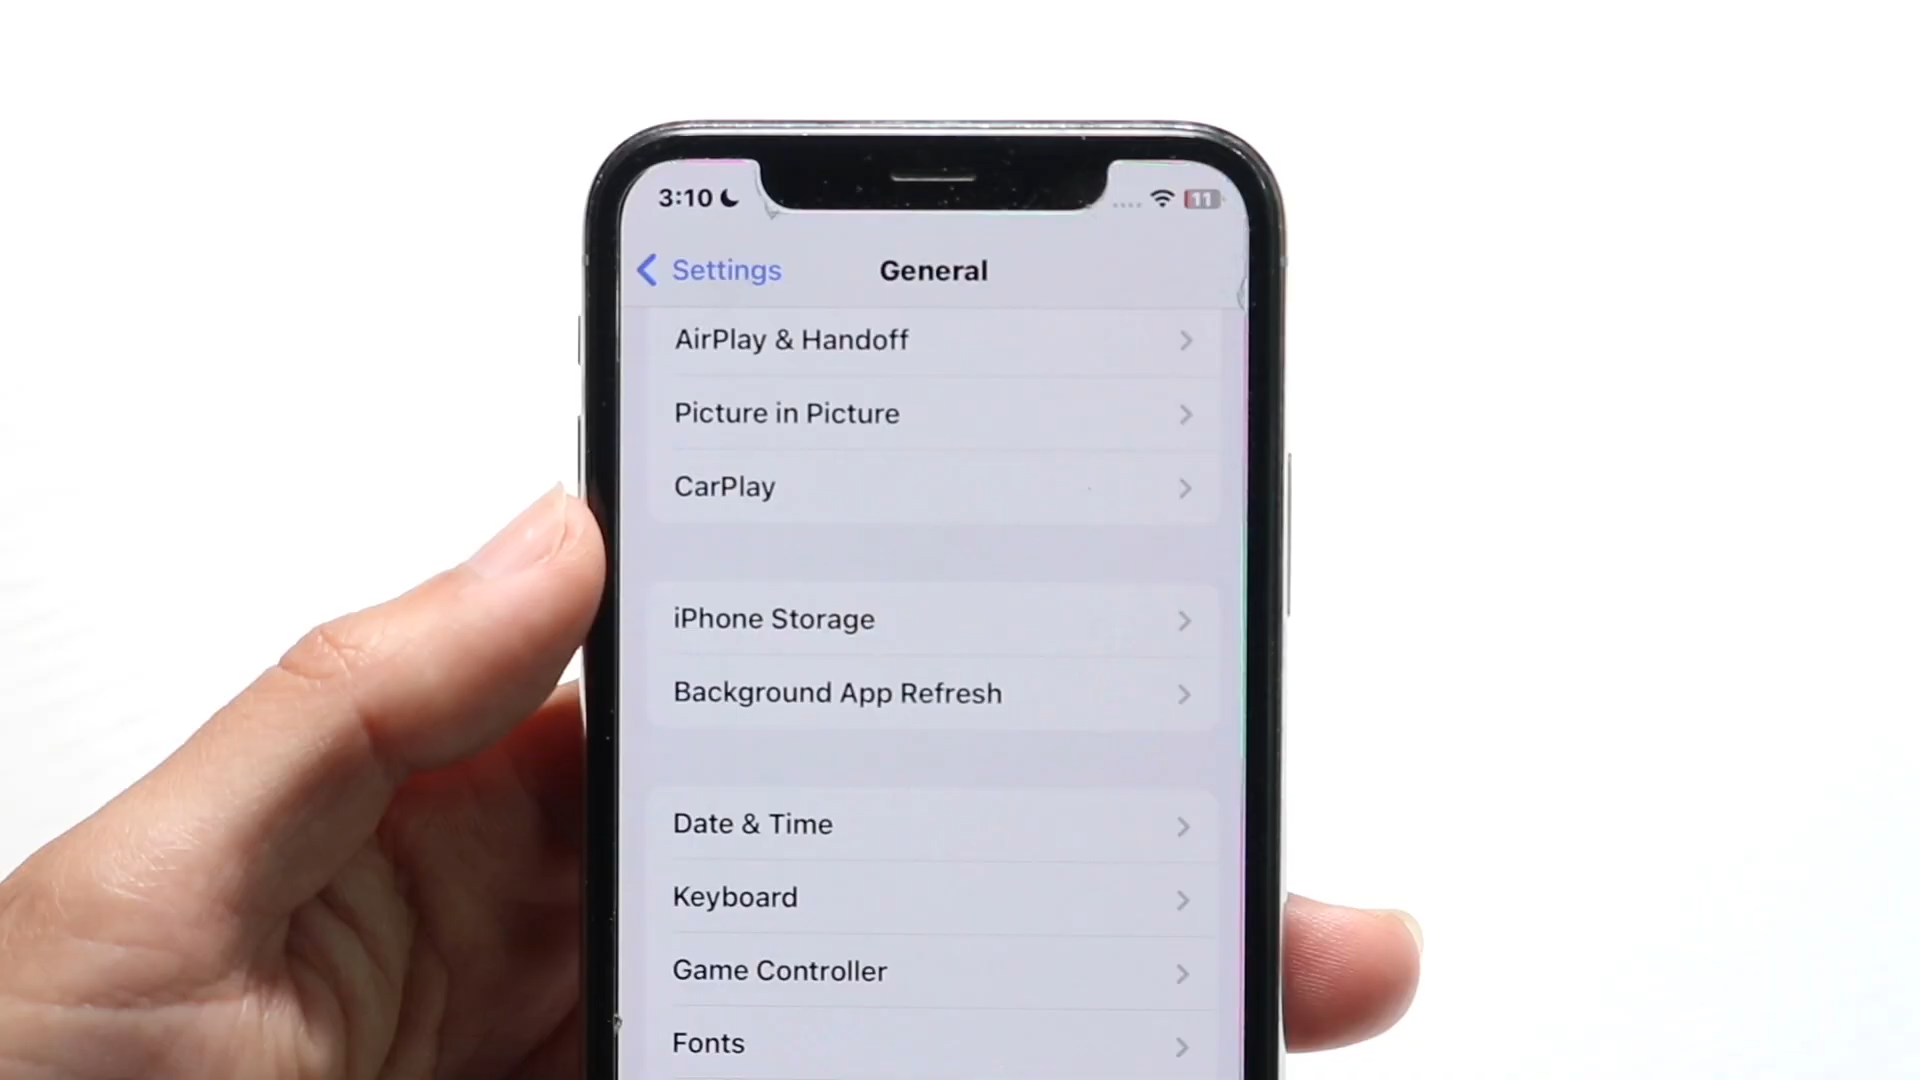 3:10
11
Settings
General
AirPlay & Handoff
Picture in Picture
CarPlay
iPhone Storage
Background App Refresh
Date & Time
Keyboard
Game Controller
Fonts